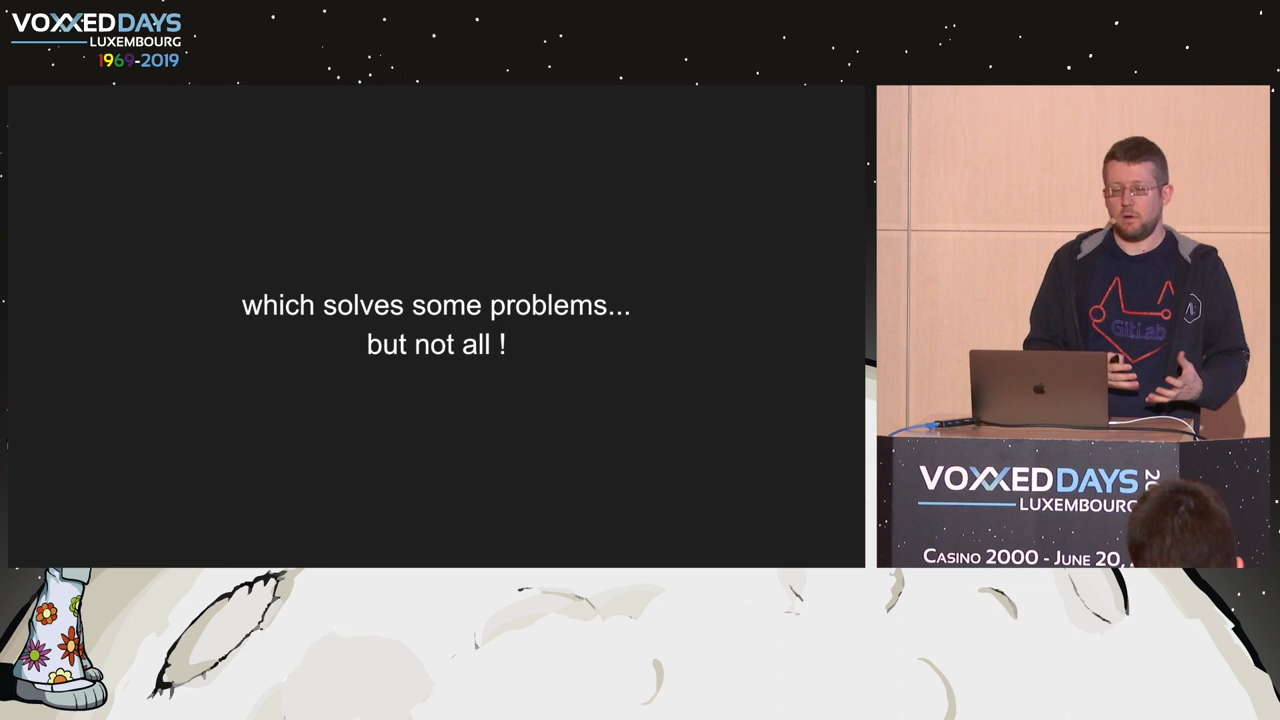 VOXXED DAYS
LUXEMBOURG
1969-2019
which solves some problems...
but not all !
GitLab
VOXXED DAYS
LUXEMBOURG
20
CASINO 2000 - JUNE 20,